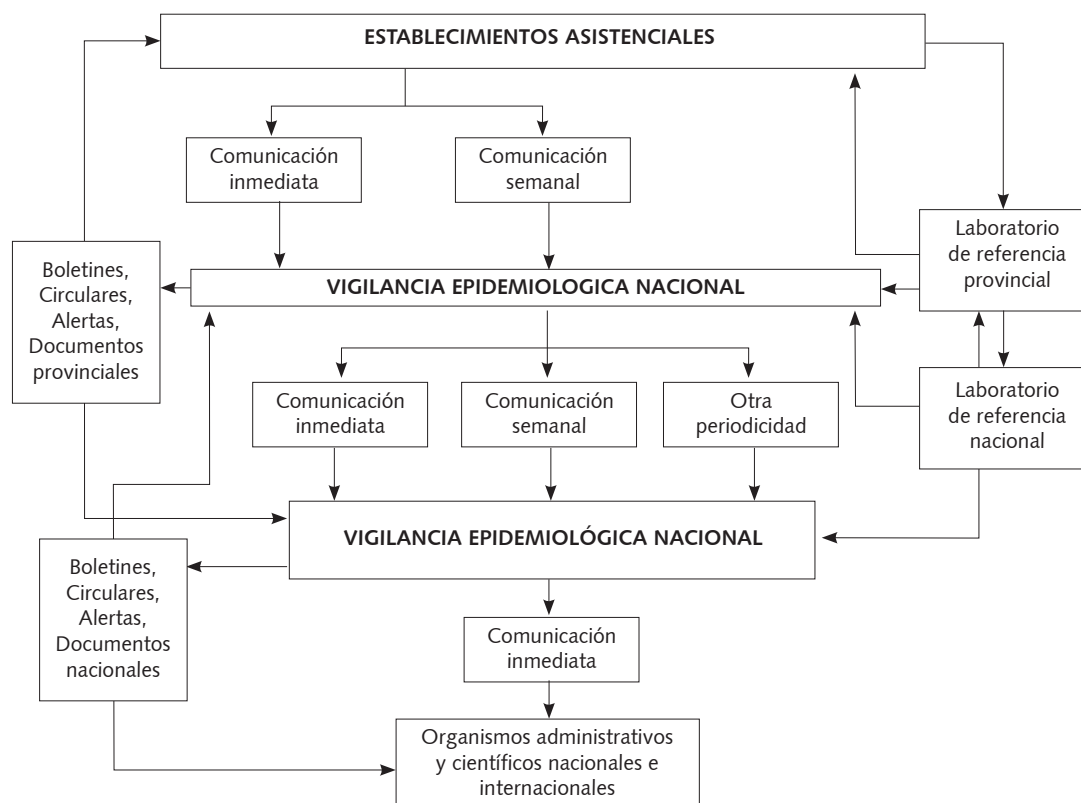 ESTABLECIMIENTOS ASISTENCIALES
Comunicación
inmediata
Comunicación
semanal
Laboratorio
de referencia
provincial
Boletines,
Circulares,
Alertas,
Documentos
provinciales
VIGILANCIA EPIDEMIOLOGICA NACIONAL
Comunicación
inmediata
Comunicación
semanal
Otra
periodicidad
Laboratorio
de referencia
nacional
VIGILANCIA EPIDEMIOLÓGICA NACIONAL
Boletines,
Circulares,
Alertas,
Documentos
nacionales
Comunicación
inmediata
Organismos administrativos
y científicos nacionales e
internacionales